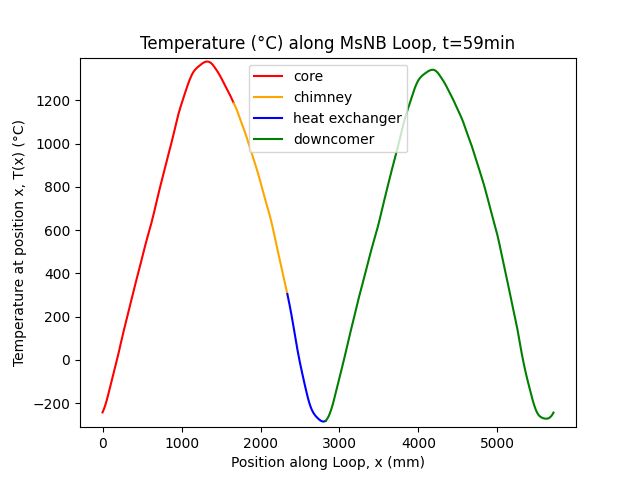 Temperature (°C) along MsNB Loop, t=59min
Temperature at position x, T(x) (°C)
1200
1000
800
600
400
200
0
−200
core
chimney
heat exchanger
downcomer
0 1000 2000 3000 4000 5000
Position along Loop, x (mm)